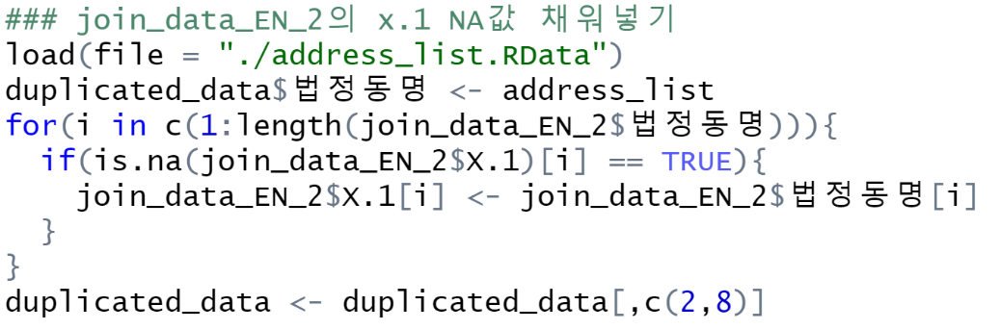 ### join_data_EN_2의 x.1 NA값 채워넣기
load(file = "./address_list.RData")
duplicated_data$법정동명 <- address_list
for(i in c(1:length(join_data_EN_2$법정동명))){
  if(is.na(join_data_EN_2$X.1)[i] == TRUE){
    join_data_EN_2$X.1[i] <- join_data_EN_2$법정동명[i]
  }
}
duplicated_data <- duplicated_data[,c(2,8)]